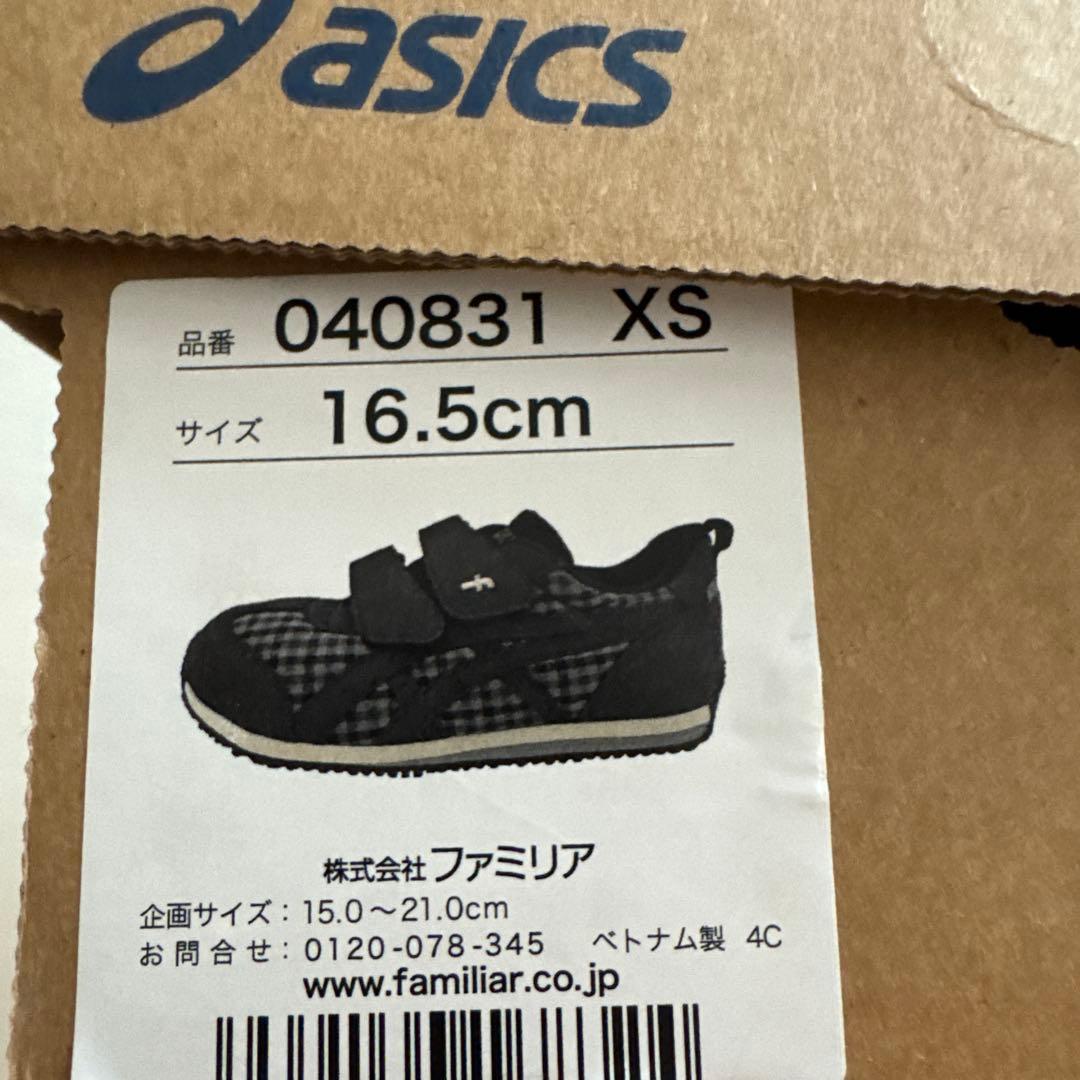 asics
品番 040831 XS
サイズ 16.5cm
f
株式会社ファミリア
企画サイズ：15.0～21.0cm
お問合せ：0120-078-345 ベトナム製 4C
www.familiar.co.jp